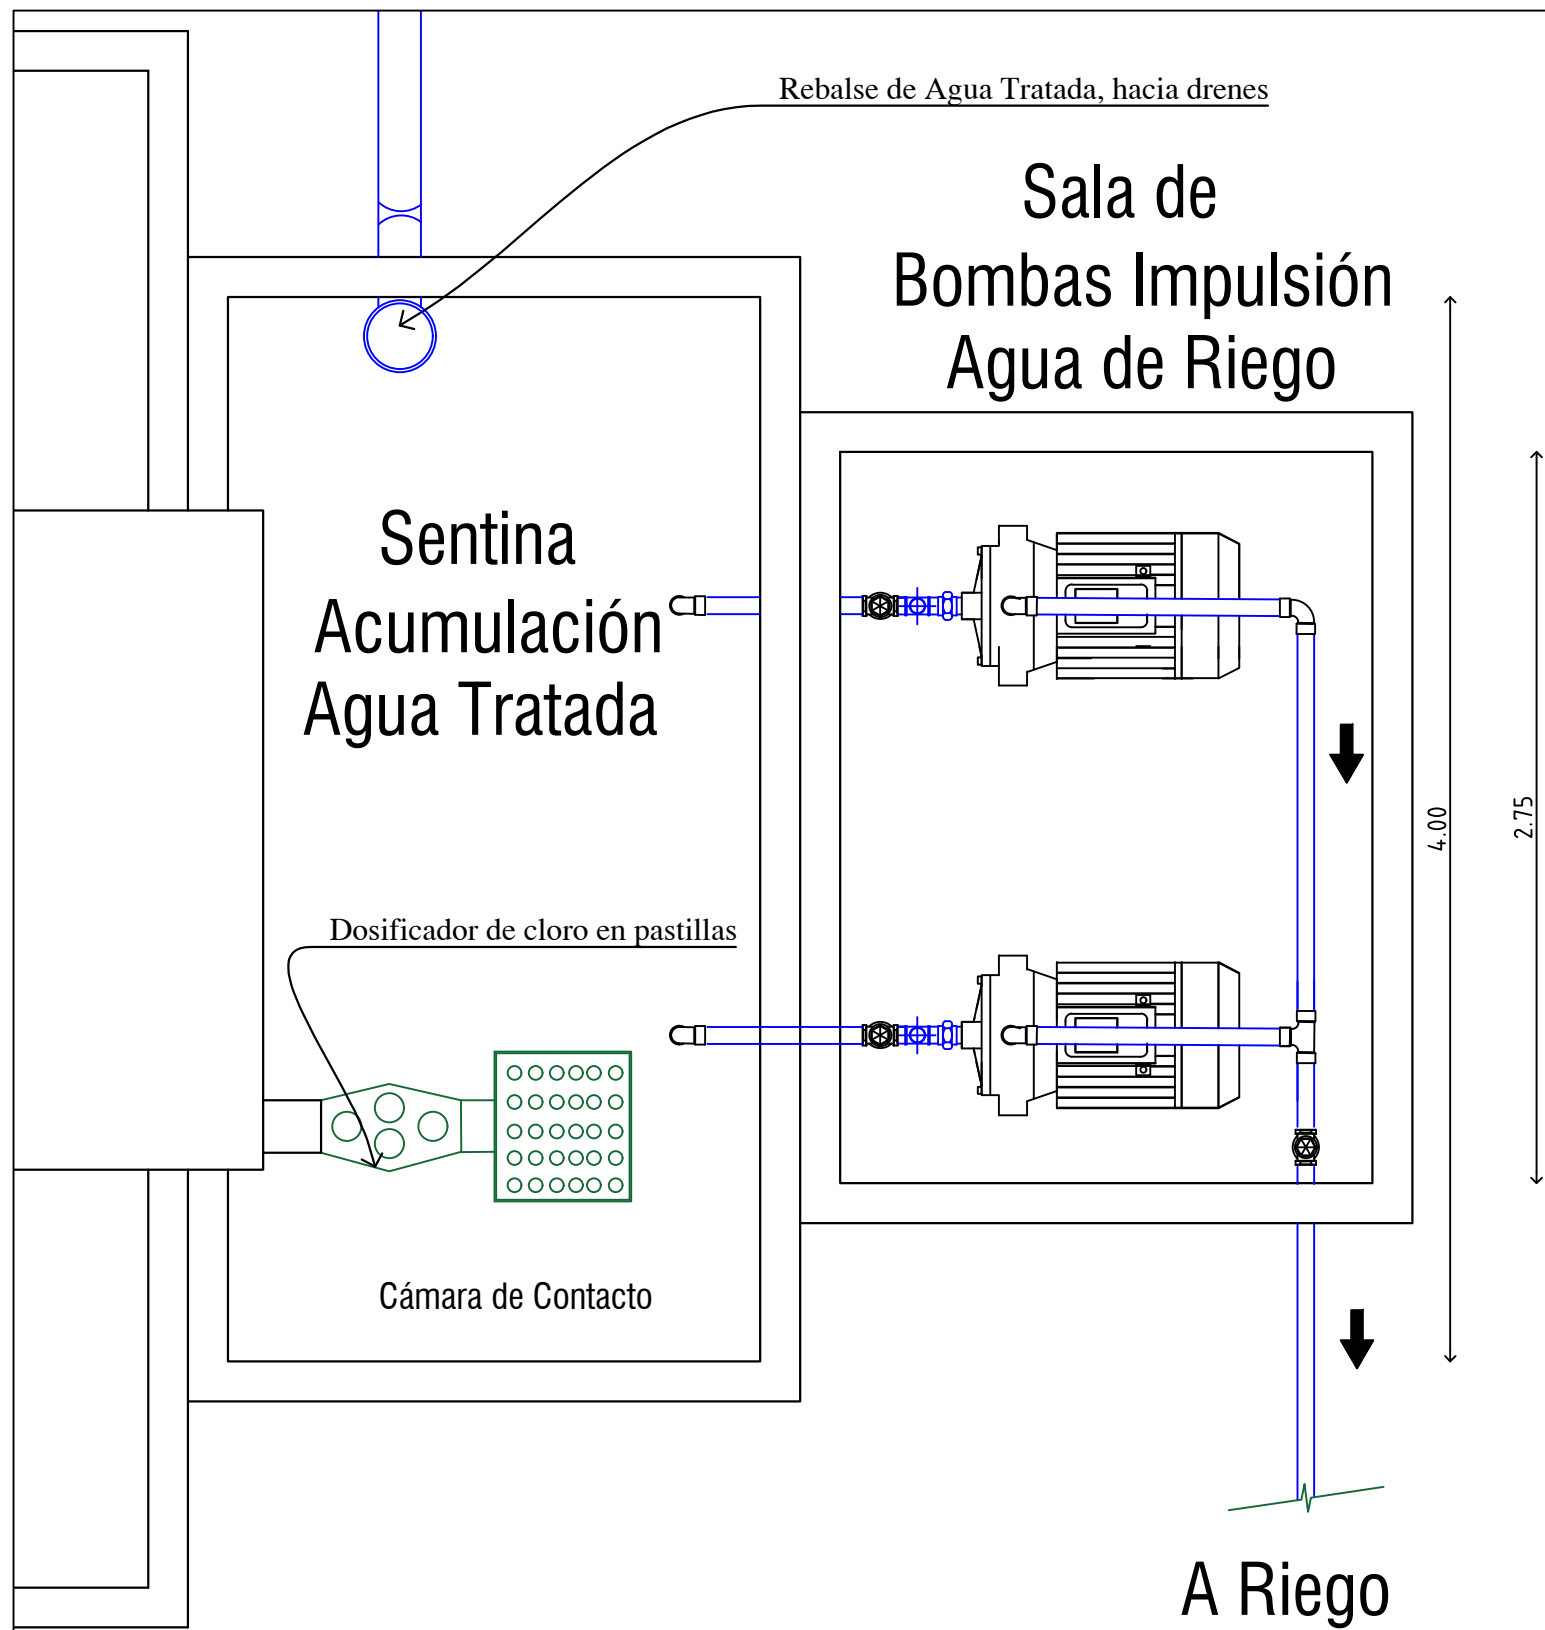 Rebalse de Agua Tratada, hacia drenes
Sala de
Bombas Impulsión
Agua de Riego
Sentina
Acumulación
Agua Tratada
4.00
2.75
Dosificador de cloro en pastillas
Cámara de Contacto
A Riego